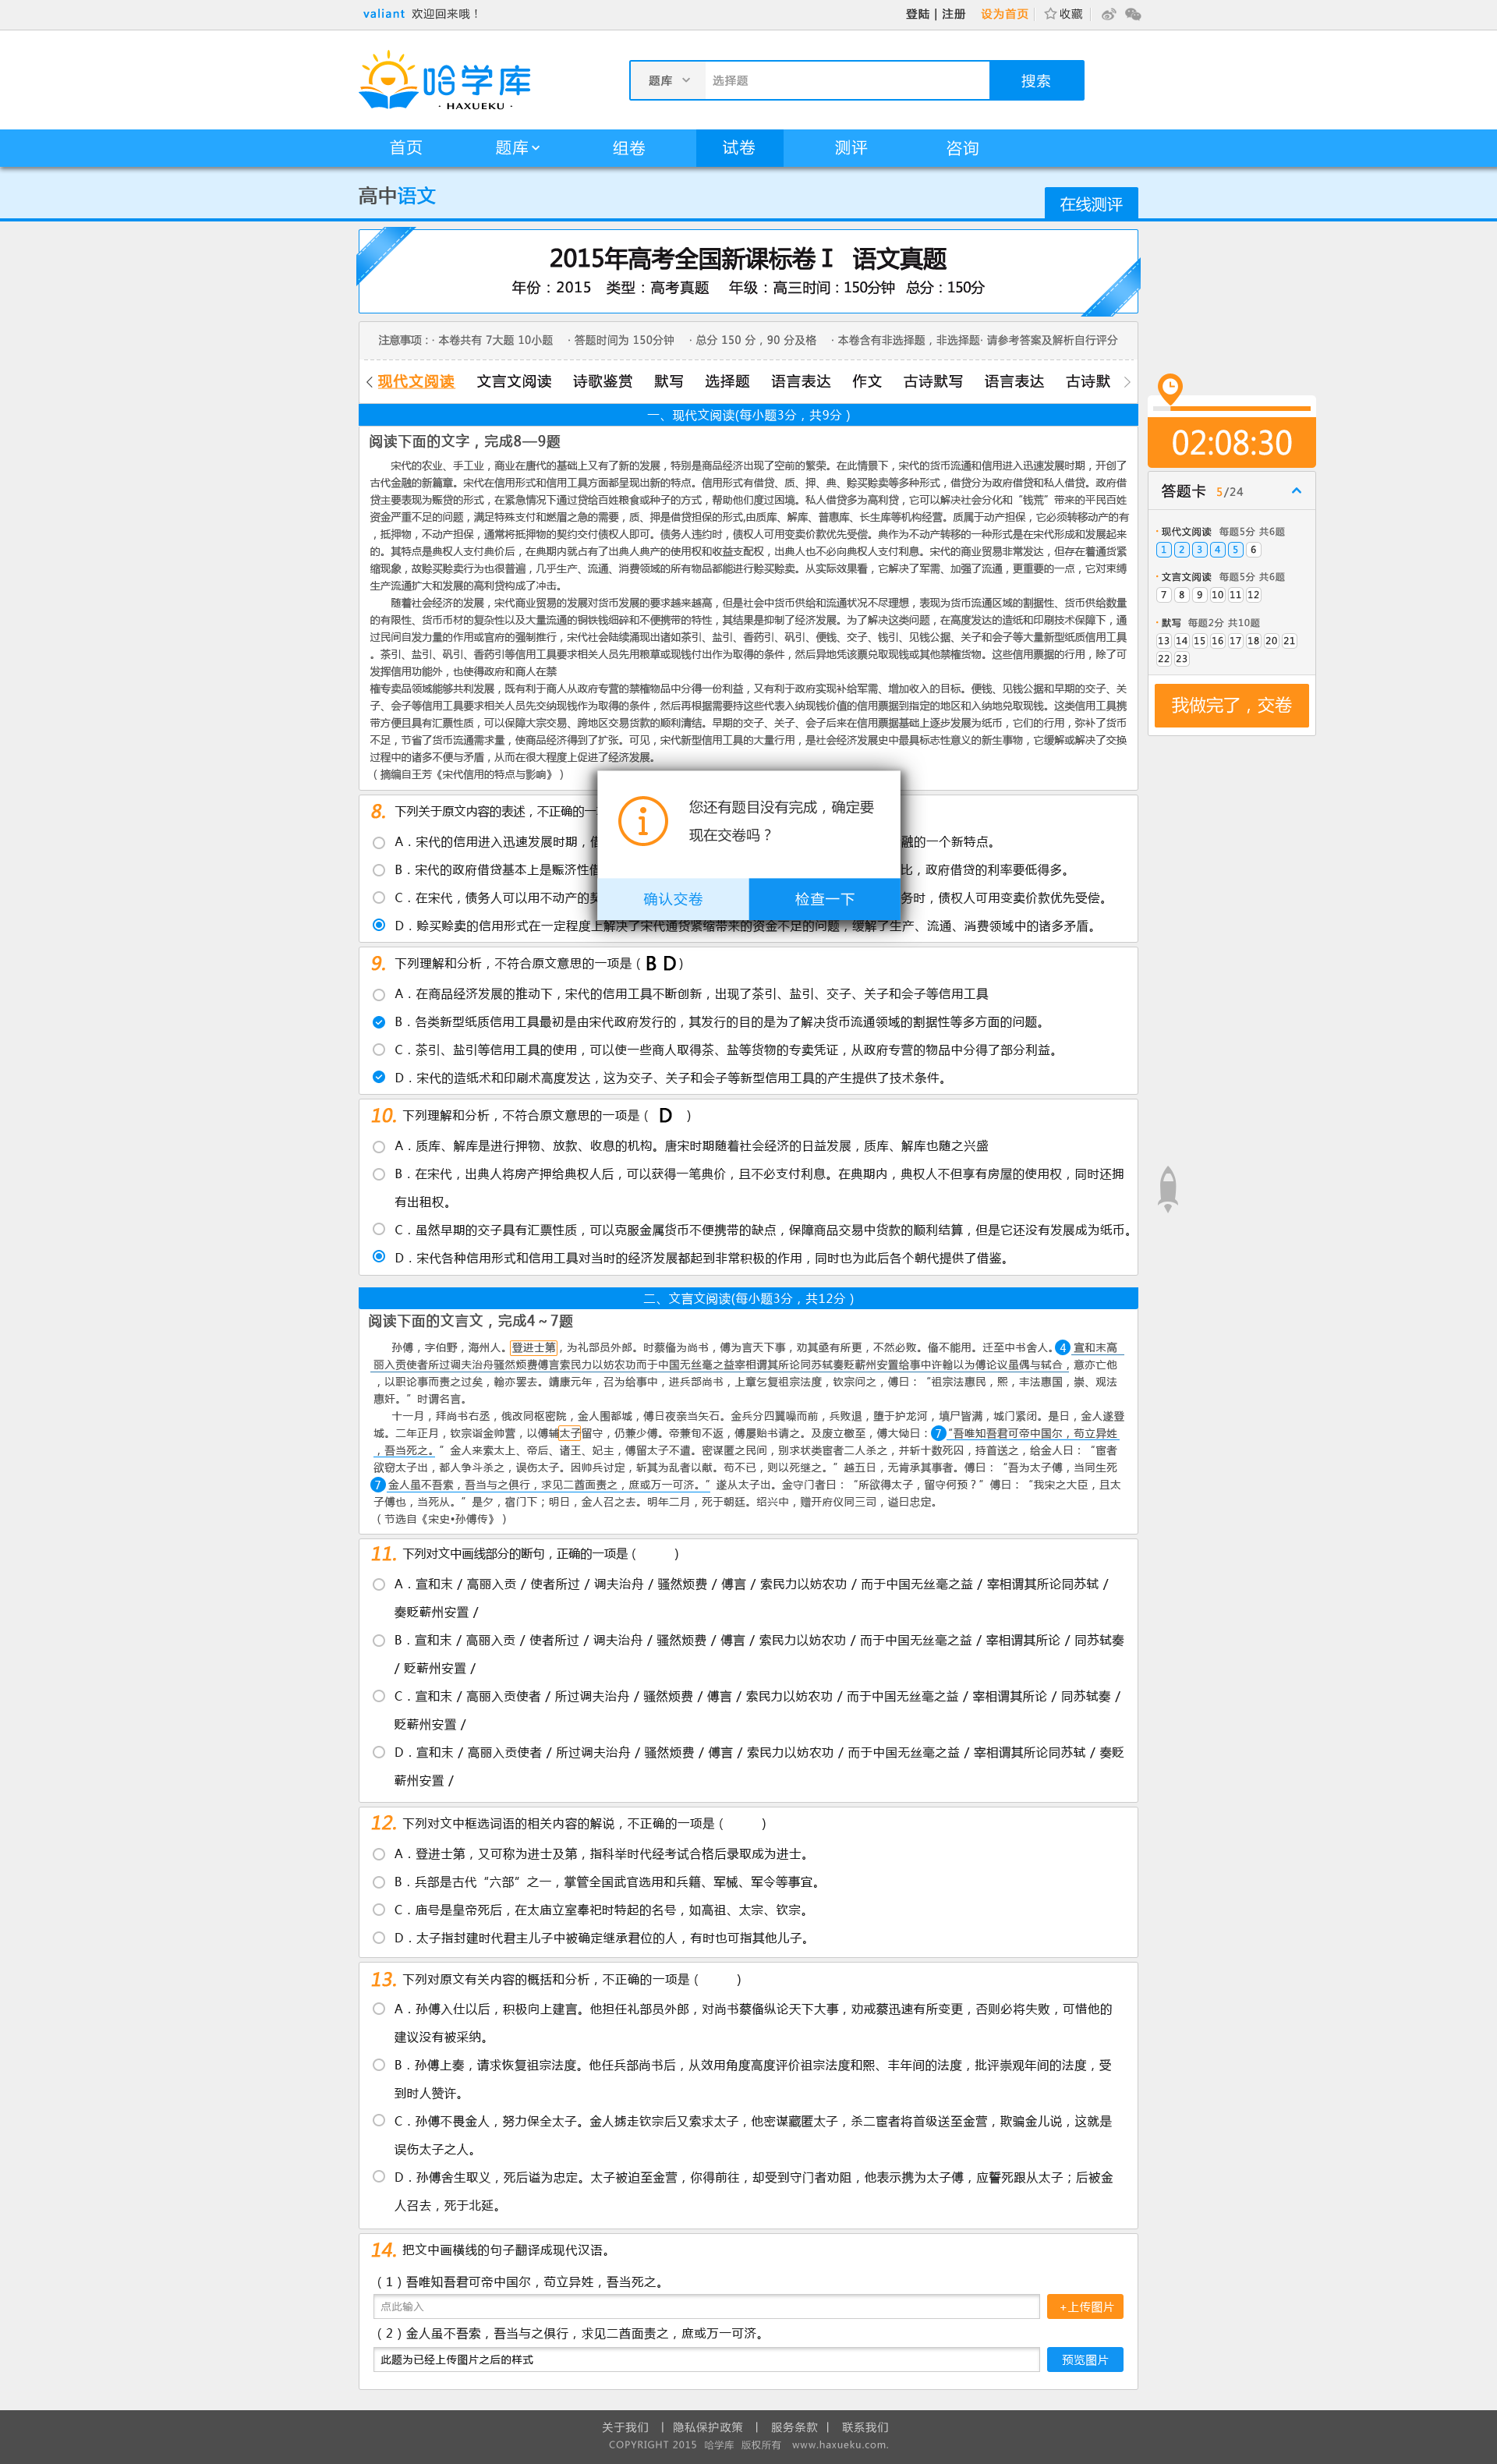 valiant 欢迎回来哦！
登陆 | 注册 设为首页 收藏
哈学库
· HAXUEKU ·
题库 选择题 搜索
首页 题库 组卷 试卷 测评 咨询
高中语文
在线测评
2015年高考全国新课标卷 I 语文真题
年份：2015 类型：高考真题 年级：高三时间：150分钟 总分：150分
注意事项：· 本卷共有 7大题 10小题 · 答题时间为 150分钟 · 总分 150 分，90 分及格 · 本卷含有非选择题，非选择题· 请参考答案及解析自行评分
现代文阅读 文言文阅读 诗歌鉴赏 默写 选择题 语言表达 作文 古诗默写 语言表达 古诗默
一、现代文阅读(每小题3分，共9分）
阅读下面的文字，完成8—9题
宋代的农业、手工业，商业在唐代的基础上又有了新的发展，特别是商品经济出现了空前的繁荣。在此情景下，宋代的货币流通和信用进入迅速发展时期，开创了
古代金融的新篇章。宋代在信用形式和信用工具方面都呈现出新的特点。信用形式有借贷、质、押、典、赊买赊卖等多种形式，借贷分为政府借贷和私人借贷。政府借
贷主要表现为赈贷的形式，在紧急情况下通过贷给百姓粮食或种子的方式，帮助他们度过困境。私人借贷多为高利贷，它可以解决社会分化和“钱荒”带来的平民百姓
资金严重不足的问题，满足特殊支付和燃眉之急的需要，质、押是借贷担保的形式,由质库、解库、普惠库、长生库等机构经营。质属于动产担保，它必须转移动产的有
，抵押物，不动产担保，通常将抵押物的契约交付债权人即可。债务人违约时，债权人可用变卖价款优先受偿。典作为不动产转移的一种形式是在宋代形成和发展起来
的。其特点是典权人支付典价后，在典期内就占有了出典人典产的使用权和收益支配权，出典人也不必向典权人支付利息。宋代的商业贸易非常发达，但存在着通货紧
缩现象，故赊买赊卖行为也很普遍，几乎生产、流通、消费领域的所有物品都能进行赊买赊卖。从实际效果看，它解决了军需、加强了流通，更重要的一点，它对束缚
生产流通扩大和发展的高利贷构成了冲击。
随着社会经济的发展，宋代商业贸易的发展对货币发展的要求越来越高，但是社会中货币供给和流通状况不尽理想，表现为货币流通区域的割据性、货币供给数量
的有限性、货币币材的复杂性以及大量流通的铜铁钱细碎和不便携带的特性，其结果是抑制了经济发展。为了解决这类问题，在高度发达的造纸和印刷技术保障下，通
过民间自发力量的作用或官府的强制推行，宋代社会陆续涌现出诸如茶引、盐引、香药引、矾引、便钱、交子、钱引、见钱公据、关子和会子等大量新型纸质信用工具
。茶引、盐引、矾引、香药引等信用工具要求相关人员先用粮草或现钱付出作为取得的条件，然后异地凭该票兑取现钱或其他禁榷货物。这些信用票据的行用，除了可
发挥信用功能外，也使得政府和商人在禁
榷专卖品领域能够共利发展，既有利于商人从政府专营的禁榷物品中分得一份利益，又有利于政府实现补给军需、增加收入的目标。便钱、见钱公据和早期的交子、关
子、会子等信用工具要求相关人员先交纳现钱作为取得的条件，然后再根据需要持这些代表入纳现钱价值的信用票据到指定的地区和入纳地兑取现钱。这类信用工具携
带方便且具有汇票性质，可以保障大宗交易、跨地区交易货款的顺利清结。早期的交子、关子、会子后来在信用票据基础上逐步发展为纸币，它们的行用，弥补了货币
不足，节省了货币流通需求量，使商品经济得到了扩张。可见，宋代新型信用工具的大量行用，是社会经济发展史中最具标志性意义的新生事物，它缓解或解决了交换
过程中的诸多不便与矛盾，从而在很大程度上促进了经济发展。
（摘编自王芳《宋代信用的特点与影响》）
8. 下列关于原文内容的表述，不正确的一
A．宋代的信用进入迅速发展时期，借 融的一个新特点。
B．宋代的政府借贷基本上是赈济性借 比，政府借贷的利率要低得多。
C．在宋代，债务人可以用不动产的契 务时，债权人可用变卖价款优先受偿。
D．赊买赊卖的信用形式在一定程度上解决了宋代通货紧缩带来的资金不足的问题，缓解了生产、流通、消费领域中的诸多矛盾。
您还有题目没有完成，确定要
现在交卷吗？
确认交卷 检查一下
9. 下列理解和分析，不符合原文意思的一项是（ B D ）
A．在商品经济发展的推动下，宋代的信用工具不断创新，出现了茶引、盐引、交子、关子和会子等信用工具
B．各类新型纸质信用工具最初是由宋代政府发行的，其发行的目的是为了解决货币流通领域的割据性等多方面的问题。
C．茶引、盐引等信用工具的使用，可以使一些商人取得茶、盐等货物的专卖凭证，从政府专营的物品中分得了部分利益。
D．宋代的造纸术和印刷术高度发达，这为交子、关子和会子等新型信用工具的产生提供了技术条件。
10. 下列理解和分析，不符合原文意思的一项是（ D ）
A．质库、解库是进行押物、放款、收息的机构。唐宋时期随着社会经济的日益发展，质库、解库也随之兴盛
B．在宋代，出典人将房产押给典权人后，可以获得一笔典价，且不必支付利息。在典期内，典权人不但享有房屋的使用权，同时还拥
有出租权。
C．虽然早期的交子具有汇票性质，可以克服金属货币不便携带的缺点，保障商品交易中货款的顺利结算，但是它还没有发展成为纸币。
D．宋代各种信用形式和信用工具对当时的经济发展都起到非常积极的作用，同时也为此后各个朝代提供了借鉴。
二、文言文阅读(每小题3分，共12分）
阅读下面的文言文，完成4～7题
孙傅，字伯野，海州人。登进士第，为礼部员外郎。时蔡翛为尚书，傅为言天下事，劝其亟有所更，不然必败。翛不能用。迁至中书舍人。4 宣和末高
丽入贡使者所过调夫治舟骚然烦费傅言索民力以妨农功而于中国无丝毫之益宰相谓其所论同苏轼奏贬蕲州安置给事中许翰以为傅论议虽偶与轼合，意亦亡他
，以职论事而责之过矣，翰亦罢去。靖康元年，召为给事中，进兵部尚书，上章乞复祖宗法度，钦宗问之，傅曰：“祖宗法惠民，熙，丰法惠国，崇、观法
惠奸。”时谓名言。
十一月，拜尚书右丞，俄改同枢密院，金人围都城，傅日夜亲当矢石。金兵分四翼噪而前，兵败退，堕于护龙河，填尸皆满，城门紧闭。是日，金人遂登
城。二年正月，钦宗诣金帅营，以傅辅太子留守，仍兼少傅。帝兼旬不返，傅屡贻书请之。及废立檄至，傅大恸曰：7 “吾唯知吾君可帝中国尔，苟立异姓
，吾当死之。”金人来索太上、帝后、诸王、妃主，傅留太子不遣。密谋匿之民间，别求状类宦者二人杀之，并斩十数死囚，持首送之，给金人曰：“宦者
欲窃太子出，都人争斗杀之，误伤太子。因帅兵讨定，斩其为乱者以献。苟不已，则以死继之。”越五日，无肯承其事者。傅曰：“吾为太子傅，当同生死
7 金人虽不吾索，吾当与之俱行，求见二酋面责之，庶或万一可济。”遂从太子出。金守门者曰：“所欲得太子，留守何预？”傅曰：“我宋之大臣，且太
子傅也，当死从。”是夕，宿门下；明日，金人召之去。明年二月，死于朝廷。绍兴中，赠开府仪同三司，谥曰忠定。
（节选自《宋史•孙傅传》）
11. 下列对文中画线部分的断句，正确的一项是（ ）
A．宣和末 / 高丽入贡 / 使者所过 / 调夫治舟 / 骚然烦费 / 傅言 / 索民力以妨农功 / 而于中国无丝毫之益 / 宰相谓其所论同苏轼 /
奏贬蕲州安置 /
B．宣和末 / 高丽入贡 / 使者所过 / 调夫治舟 / 骚然烦费 / 傅言 / 索民力以妨农功 / 而于中国无丝毫之益 / 宰相谓其所论 / 同苏轼奏
/ 贬蕲州安置 /
C．宣和末 / 高丽入贡使者 / 所过调夫治舟 / 骚然烦费 / 傅言 / 索民力以妨农功 / 而于中国无丝毫之益 / 宰相谓其所论 / 同苏轼奏 /
贬蕲州安置 /
D．宣和末 / 高丽入贡使者 / 所过调夫治舟 / 骚然烦费 / 傅言 / 索民力以妨农功 / 而于中国无丝毫之益 / 宰相谓其所论同苏轼 / 奏贬
蕲州安置 /
12. 下列对文中框选词语的相关内容的解说，不正确的一项是（ ）
A．登进士第，又可称为进士及第，指科举时代经考试合格后录取成为进士。
B．兵部是古代“六部”之一，掌管全国武官选用和兵籍、军械、军令等事宜。
C．庙号是皇帝死后，在太庙立室奉祀时特起的名号，如高祖、太宗、钦宗。
D．太子指封建时代君主儿子中被确定继承君位的人，有时也可指其他儿子。
13. 下列对原文有关内容的概括和分析，不正确的一项是（ ）
A．孙傅入仕以后，积极向上建言。他担任礼部员外郎，对尚书蔡翛纵论天下大事，劝戒蔡迅速有所变更，否则必将失败，可惜他的
建议没有被采纳。
B．孙傅上奏，请求恢复祖宗法度。他任兵部尚书后，从效用角度高度评价祖宗法度和熙、丰年间的法度，批评崇观年间的法度，受
到时人赞许。
C．孙傅不畏金人，努力保全太子。金人掳走钦宗后又索求太子，他密谋藏匿太子，杀二宦者将首级送至金营，欺骗金儿说，这就是
误伤太子之人。
D．孙傅舍生取义，死后谥为忠定。太子被迫至金营，你得前往，却受到守门者劝阻，他表示携为太子傅，应誓死跟从太子；后被金
人召去，死于北延。
14. 把文中画横线的句子翻译成现代汉语。
（1）吾唯知吾君可帝中国尔，苟立异姓，吾当死之。
点此输入 +上传图片
（2）金人虽不吾索，吾当与之俱行，求见二酋面责之，庶或万一可济。
此题为已经上传图片之后的样式 预览图片
02:08:30
答题卡 5/24
现代文阅读 每题5分 共6题
1 2 3 4 5 6
文言文阅读 每题5分 共6题
7 8 9 10 11 12
默写 每题2分 共10题
13 14 15 16 17 18 20 21
22 23
我做完了，交卷
关于我们 | 隐私保护政策 | 服务条款 | 联系我们
COPYRIGHT 2015 哈学库 版权所有 www.haxueku.com.